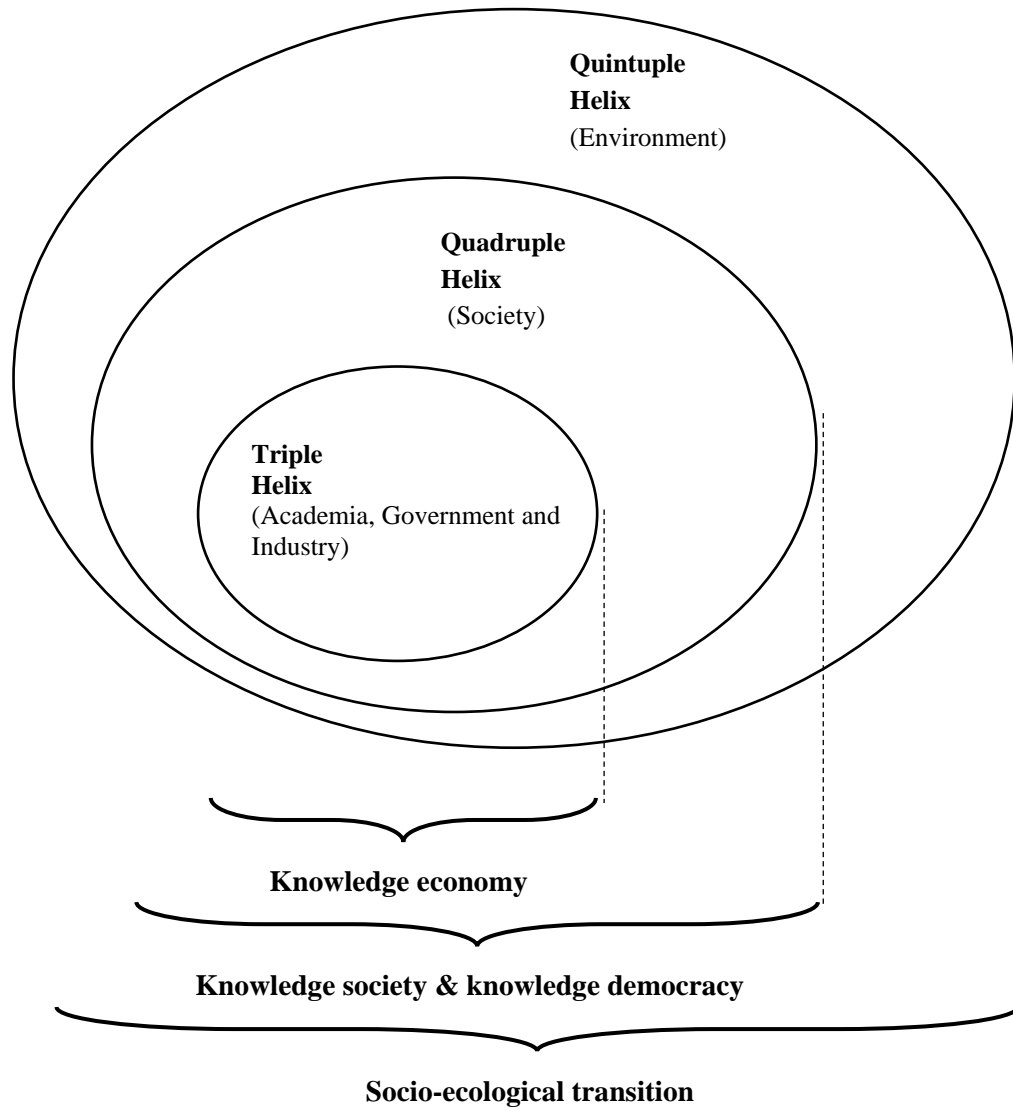 Quintuple
Helix
(Environment)
Quadruple
Helix
(Society)
Triple
Helix
(Academia, Government and
Industry)
Knowledge economy
Knowledge society & knowledge democracy
Socio-ecological transition